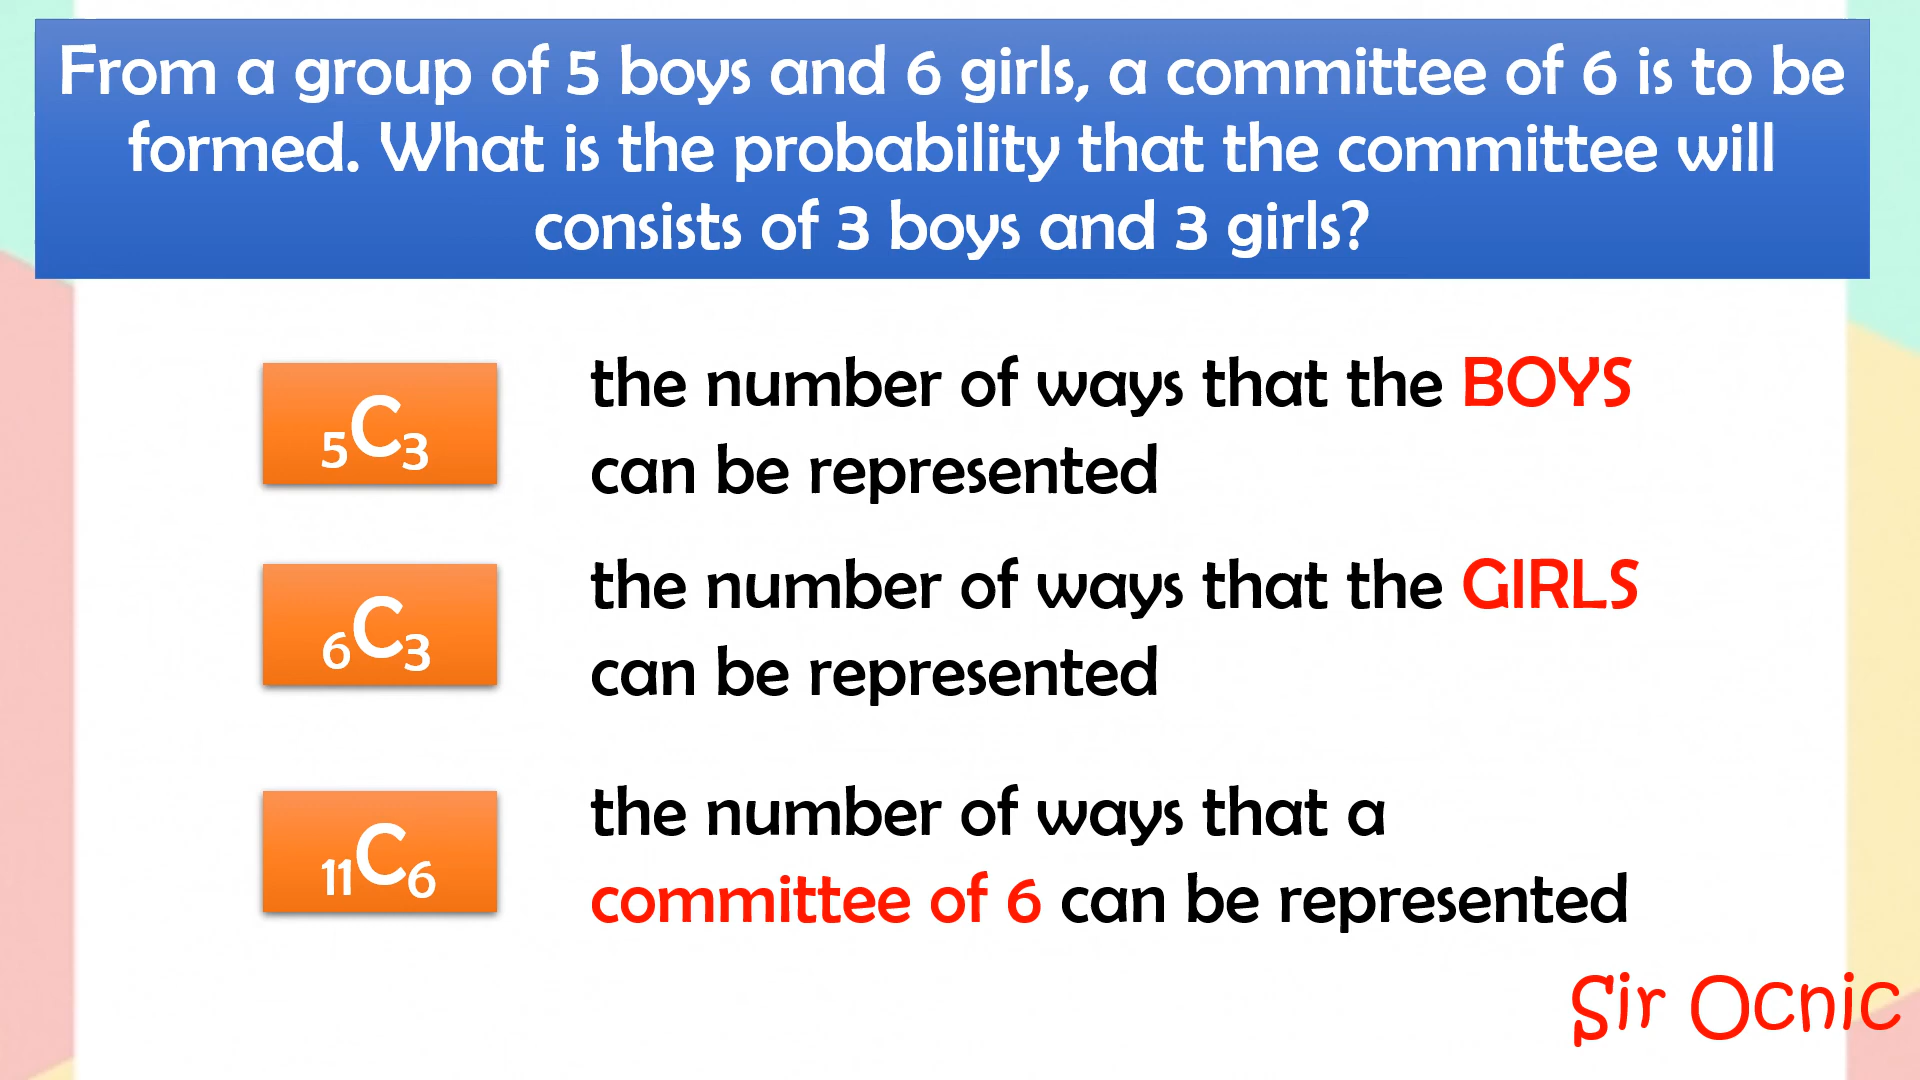 From a group of 5 boys and 6 girls, a committee of 6 is to be
formed. What is the probability that the committee will
consists of 3 boys and 3 girls?
₅C₃
the number of ways that the BOYS
can be represented
₆C₃
the number of ways that the GIRLS
can be represented
₁₁C₆
the number of ways that a
committee of 6 can be represented
Sir Ocnic